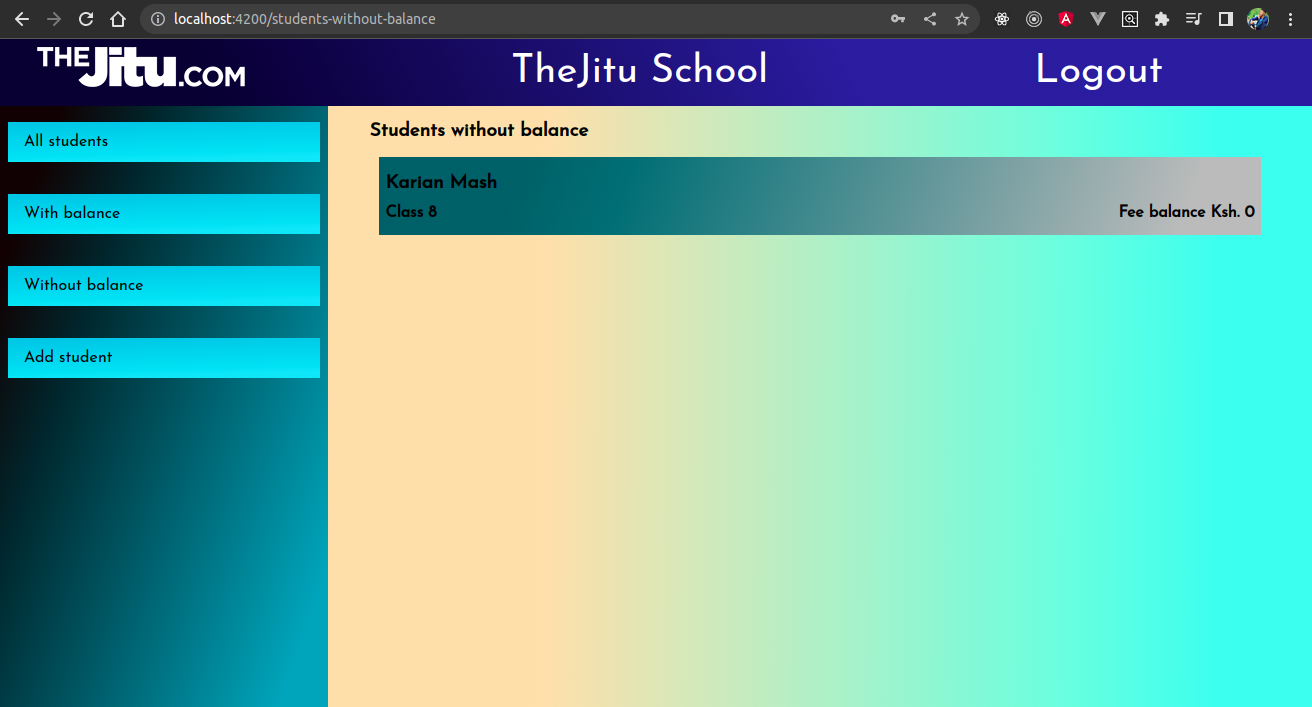 localhost:4200/students-without-balance
THEJitu.COM
TheJitu School
Logout
All students
With balance
Without balance
Add student
Students without balance
Karian Mash
Class 8
Fee balance Ksh. 0